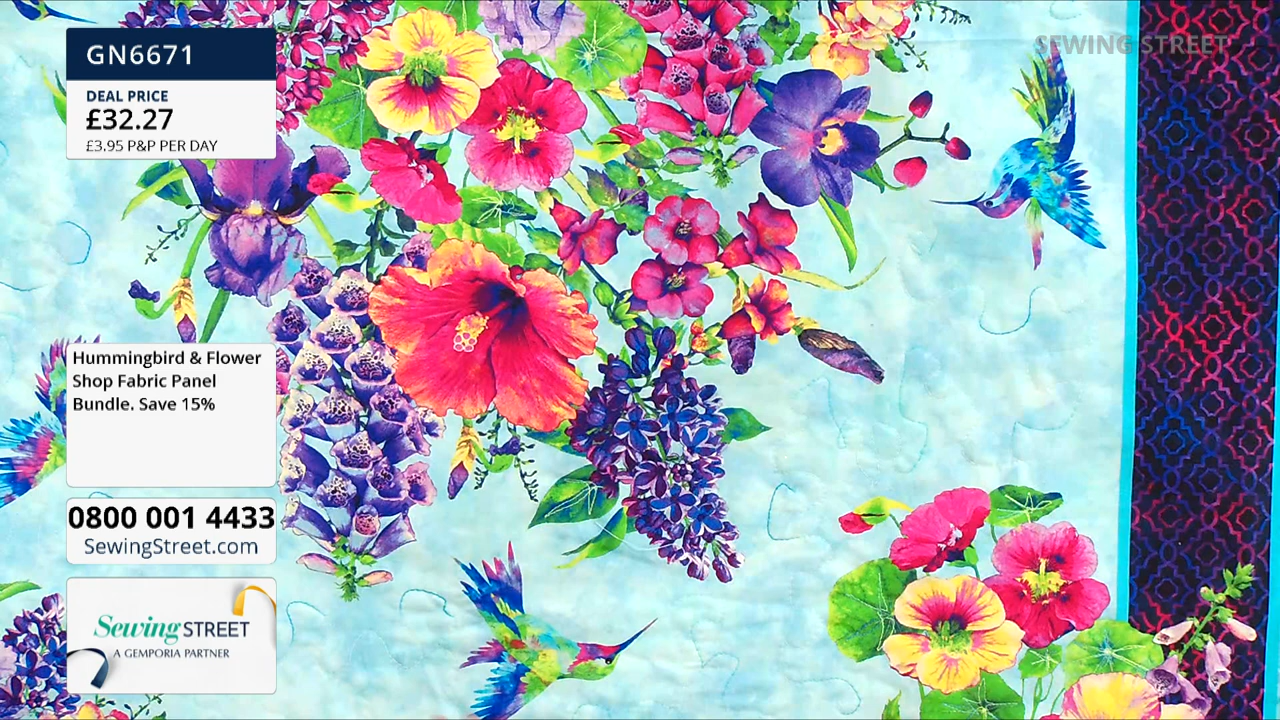 GN6671
DEAL PRICE
£32.27
£3.95 P&P PER DAY
SEWING STREET
Hummingbird & Flower
Shop Fabric Panel
Bundle. Save 15%
0800 001 4433
SewingStreet.com
Sewing STREET
A GEMPORIA PARTNER